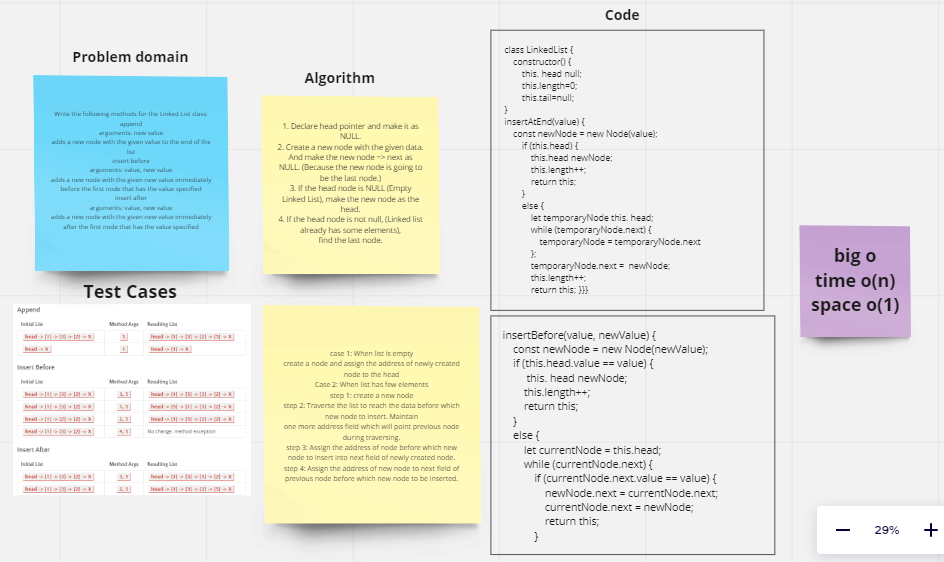 Problem domain
Write the following methods for the Linked List class:
append
arguments: new value
adds a new node with the given value to the end of the
list
insert before
arguments: value, new value
adds a new node with the given new value immediately
before the first node that has the value specified
insert after
arguments: value, new value
adds a new node with the given new value immediately
after the first node that has the value specified
Algorithm
1. Declare head pointer and make it as
NULL.
2. Create a new node with the given data.
And make the new node => next as
NULL. (Because the new node is going to
be the last node.)
3. If the head node is NULL (Empty
Linked List), make the new node as the
head.
4. If the head node is not null, (Linked list
already has some elements),
find the last node.
Code
class LinkedList {
constructor() {
this. head null;
this.length=0;
this.tail=null;
}
insertAtEnd(value) {
const newNode = new Node(value);
if (this.head) {
this.head newNode;
this.length++;
return this;
}
else {
let temporaryNode this. head;
while (temporaryNode.next) {
temporaryNode = temporaryNode.next
};
temporaryNode.next = newNode;
this.length++;
return this; }}}
big o
time o(n)
space o(1)
Test Cases
Append
Initial List Method Args Resulting List
head -> [1] -> [3] -> [2] -> X 5 head -> [1] -> [3] -> [2] -> [5] -> X
head -> X 1 head -> [1] -> X
Insert Before
Initial List Method Args Resulting List
head -> [1] -> [3] -> [2] -> X 3, 5 head -> [1] -> [5] -> [3] -> [2] -> X
head -> [1] -> [3] -> [2] -> X 1, 5 head -> [5] -> [1] -> [3] -> [2] -> X
head -> [1] -> [3] -> [2] -> X 2, 5 head -> [1] -> [3] -> [5] -> [2] -> X
head -> [1] -> [3] -> [2] -> X 4, 5 No change, method exception
Insert After
Initial List Method Args Resulting List
head -> [1] -> [3] -> [2] -> X 3, 5 head -> [1] -> [3] -> [5] -> [2] -> X
head -> [1] -> [3] -> [2] -> X 2, 5 head -> [1] -> [3] -> [2] -> [5] -> X
case 1: When list is empty
create a node and assign the address of newly created
node to the head
Case 2: When list has few elements
step 1: create a new node
step 2: Traverse the list to reach the data before which
new node to insert. Maintain
one more address field which will point previous node
during traversing.
step 3: Assign the address of node before which new
node to insert into next field of newly created node.
step 4: Assign the address of new node to next field of
previous node before which new node to be inserted.
insertBefore(value, newValue) {
const newNode = new Node(newValue);
if (this.head.value == value) {
this. head newNode;
this.length++;
return this;
}
else {
let currentNode = this.head;
while (currentNode.next) {
if (currentNode.next.value == value) {
newNode.next = currentNode.next;
currentNode.next = newNode;
return this;
}
29%